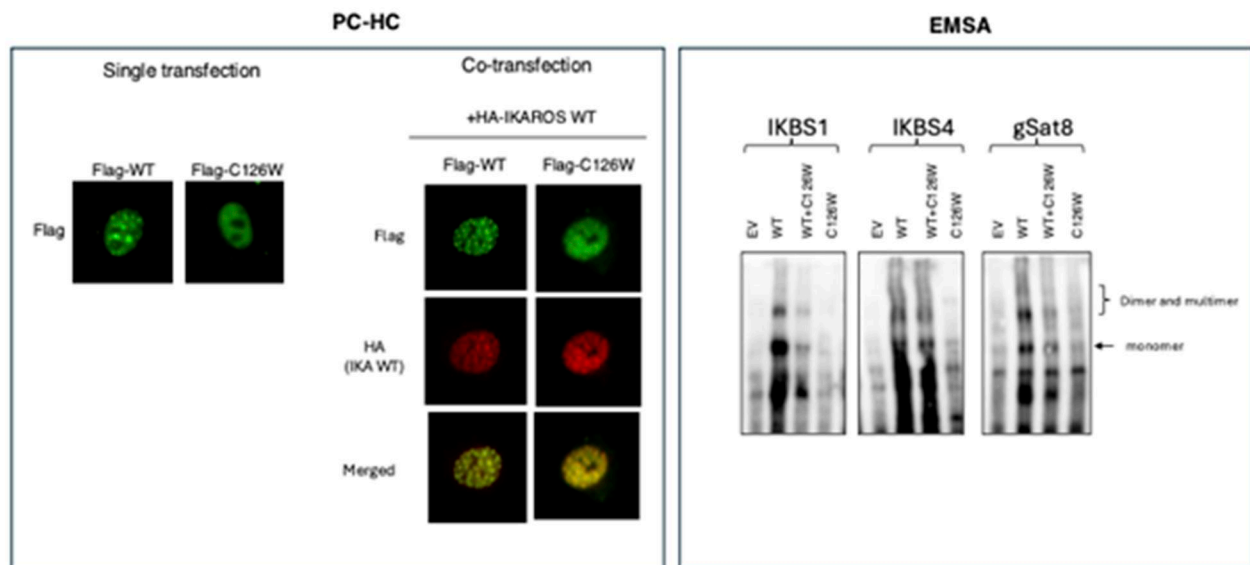 PC-HC
Single transfection
Flag-WT
Flag-C126W
Flag
Co-transfection
+HA-IKAROS WT
Flag-WT
Flag-C126W
Flag
HA
(IKA WT)
Merged
EMSA
IKBS1
IKBS4
gSat8
EV
WT
WT+C126W
C126W
EV
WT
WT+C126W
C126W
EV
WT
WT+C126W
C126W
Dimer and multimer
monomer